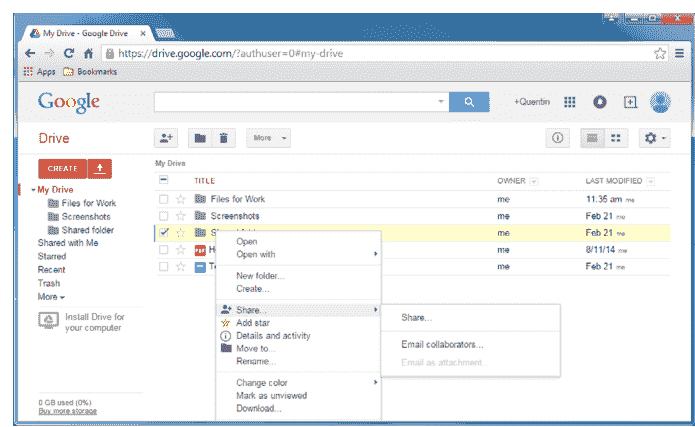 My Drive - Google Drive
https://drive.google.com/?authuser=0#my-drive
Apps Bookmarks
Google +Quentin
Drive More
CREATE My Drive
TITLE OWNER LAST MODIFIED
My Drive
Files for Work me 11:35 am me
Files for Work
Screenshots me Feb 21 me
Screenshots
Shared folder me Feb 21 me
Shared folder
Shared with Me
H me 8/11/14 me
Starred
T me Feb 21 me
Recent
Trash
More
Install Drive for
your computer
0 GB used (0%)
Buy more storage
Open
Open with
New folder...
Create...
Share...
Add star
Details and activity
Move to...
Rename...
Change color
Mark as unviewed
Download...
Share...
Email collaborators...
Email as attachment...